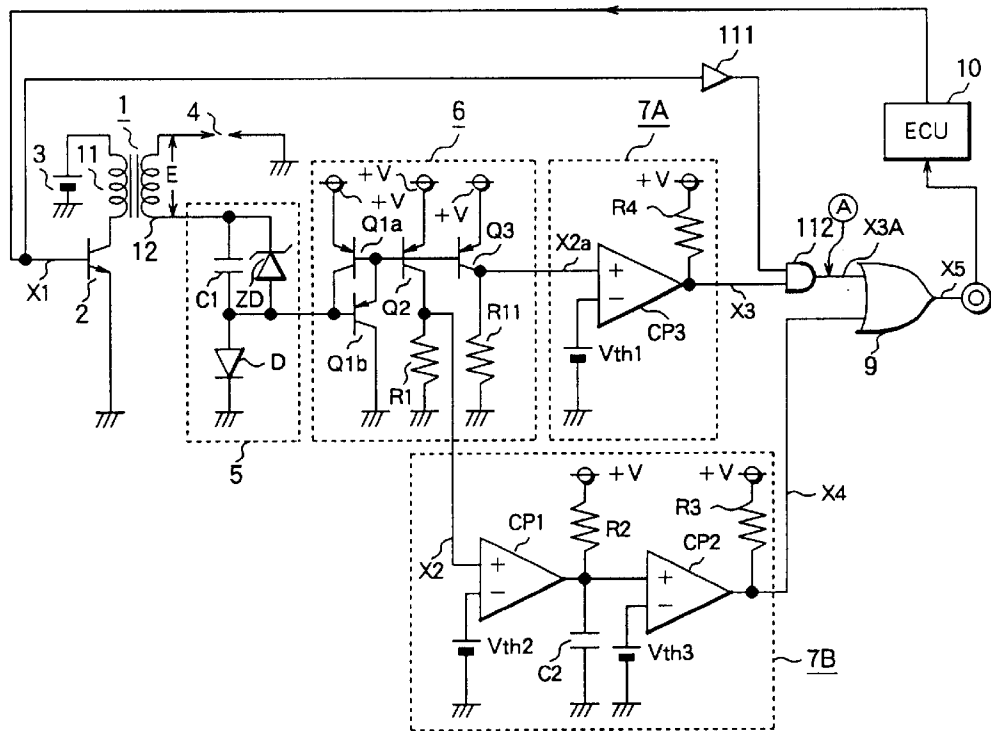 111
10
ECU
1
4
3
11
E
12
X1
2
6
+V
+V
+V
Q1a
Q3
C1
ZD
Q2
Q1b
R1
R11
D
5
7A
+V
R4
X2a
+
−
CP3
Vth1
X3
112
A
X3A
X5
9
X4
X2
CP1
+
−
Vth2
+V
R2
C2
+V
R3
CP2
+
−
Vth3
7B